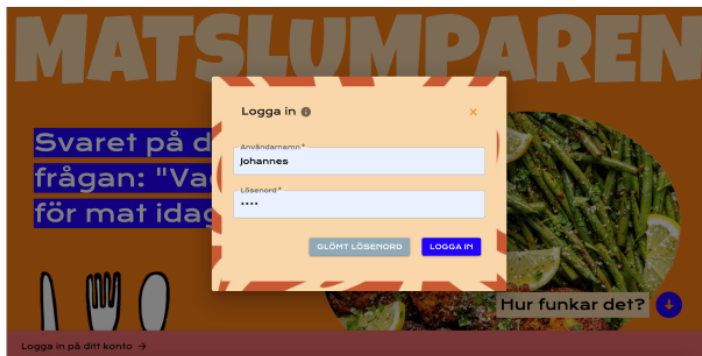 MATSLUMPAREN
Logga in
Svaret på d
frågan: "Va
för mat idag
Användarnamn *
Johannes
Lösenord *
····
GLÖMT LÖSENORD
LOGGA IN
Hur funkar det?
Logga in på ditt konto →